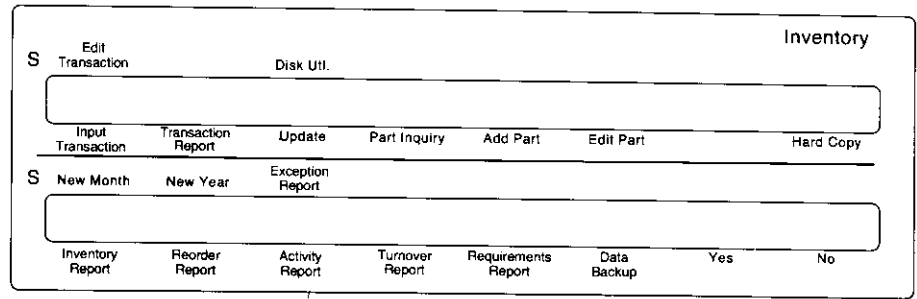 Inventory
S Edit Transaction Disk Utl.
Input Transaction Transaction Report Update Part Inquiry Add Part Edit Part Hard Copy
S New Month New Year Exception Report
Inventory Report Reorder Report Activity Report Turnover Report Requirements Report Data Backup Yes No